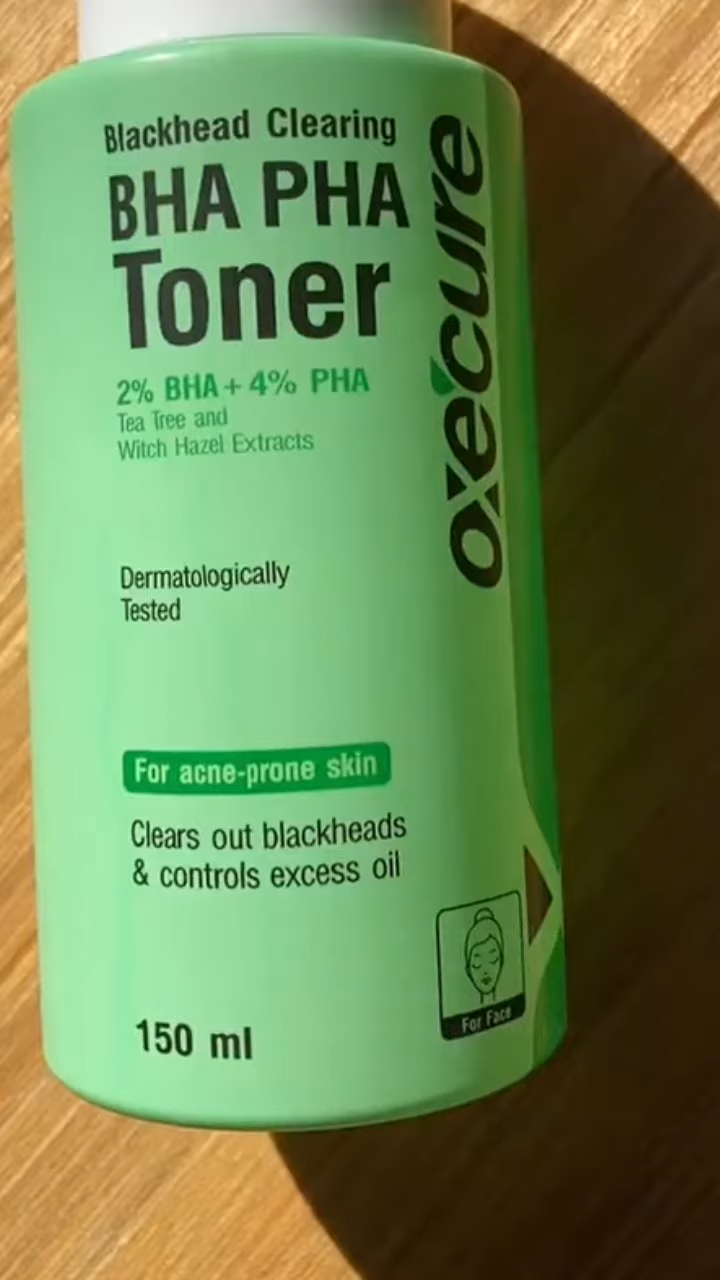 Blackhead Clearing
BHA PHA
Toner
2% BHA + 4% PHA
Tea Tree and
Witch Hazel Extracts
oxecure
Dermatologically
Tested
For acne-prone skin
Clears out blackheads
& controls excess oil
For Face
150 ml